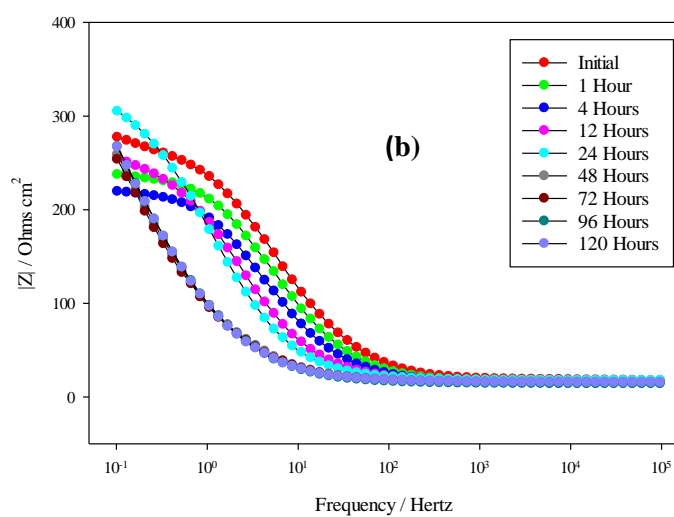 400
300
200
100
0
|Z| / Ohms cm²
(b)
Initial
1 Hour
4 Hours
12 Hours
24 Hours
48 Hours
72 Hours
96 Hours
120 Hours
10⁻¹ 10⁰ 10¹ 10² 10³ 10⁴ 10⁵
Frequency / Hertz